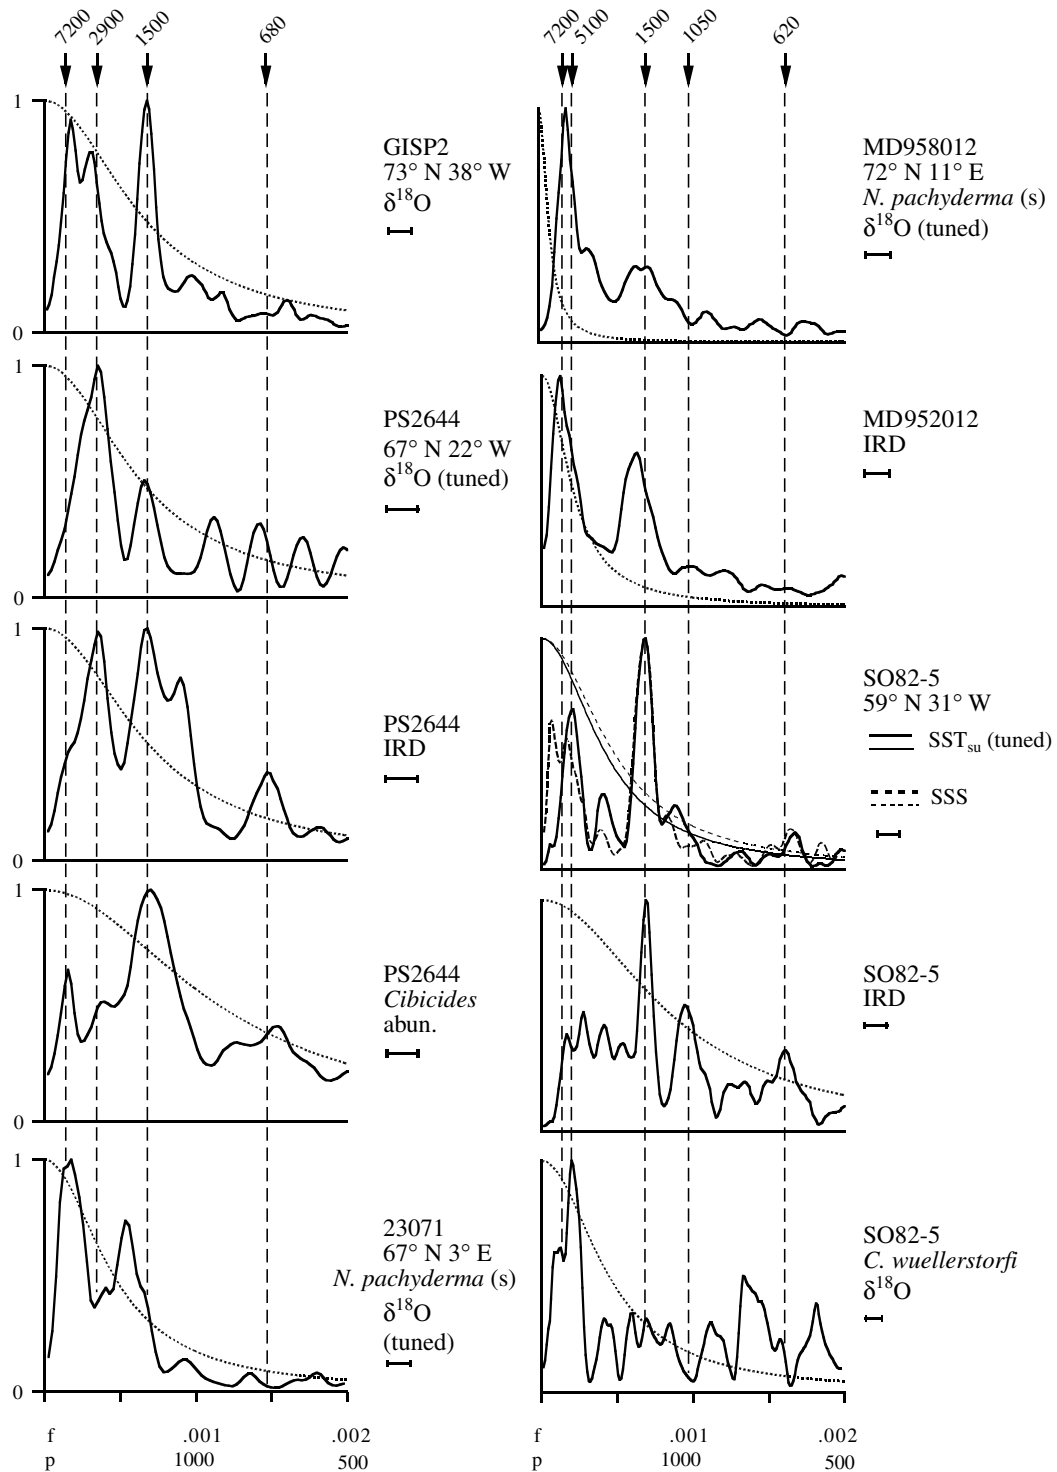 7200
2900
1500
680
7200
5100
1500
1050
620
1
0
GISP2
73° N 38° W
δ18O
MD958012
72° N 11° E
N. pachyderma (s)
δ18O (tuned)
1
0
PS2644
67° N 22° W
δ18O (tuned)
MD952012
IRD
1
0
PS2644
IRD
SO82-5
59° N 31° W
SSTsu (tuned)
SSS
1
0
PS2644
Cibicides
abun.
SO82-5
IRD
1
0
23071
67° N 3° E
N. pachyderma (s)
δ18O
(tuned)
SO82-5
C. wuellerstorfi
δ18O
f .001 .002
p 1000 500
f .001 .002
p 1000 500